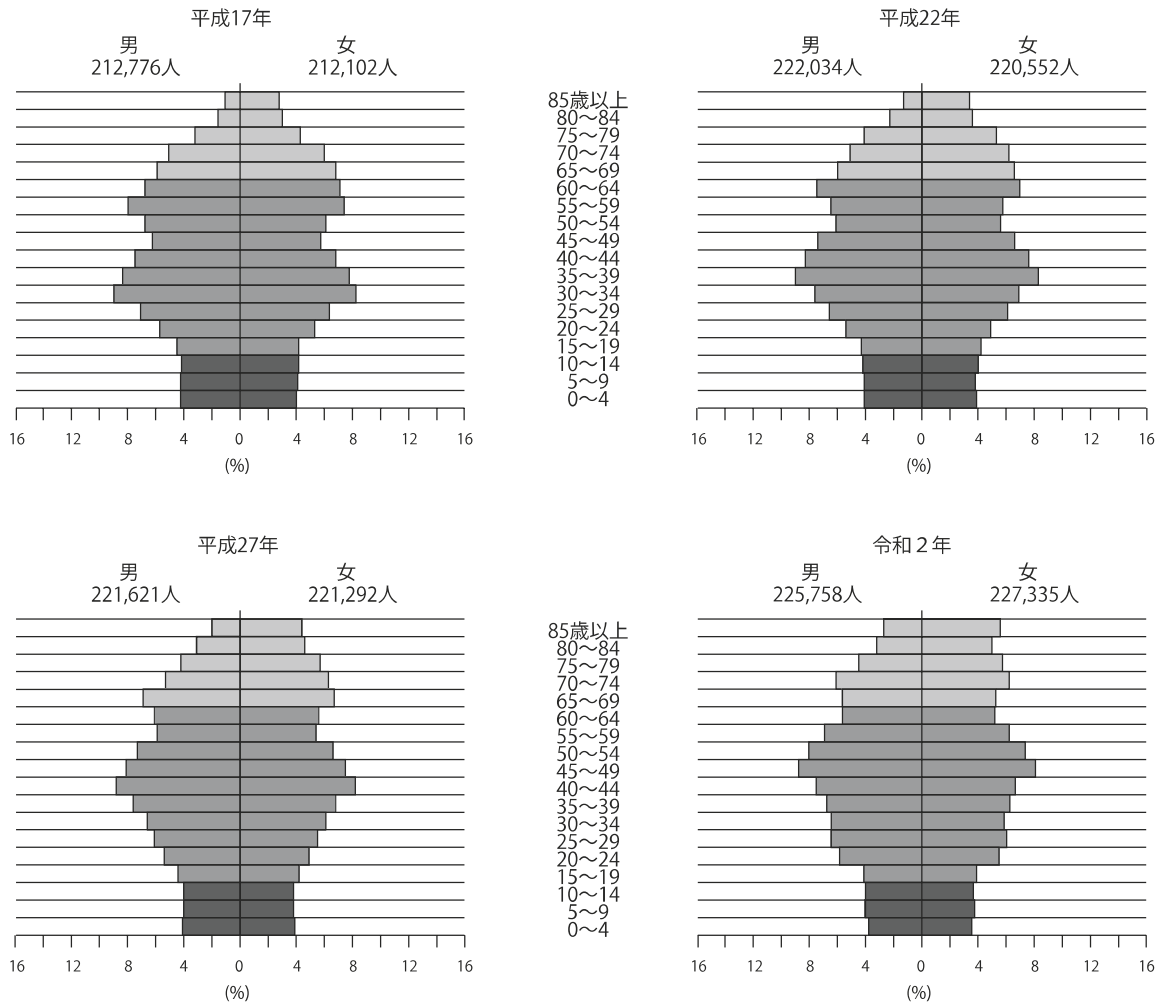 平成17年
男 女
212,776人 212,102人
平成22年
男 女
222,034人 220,552人
85歳以上
80～84
75～79
70～74
65～69
60～64
55～59
50～54
45～49
40～44
35～39
30～34
25～29
20～24
15～19
10～14
5～9
0～4
16 12 8 4 0 4 8 12 16
(%)
16 12 8 4 0 4 8 12 16
(%)
平成27年
男 女
221,621人 221,292人
令和２年
男 女
225,758人 227,335人
85歳以上
80～84
75～79
70～74
65～69
60～64
55～59
50～54
45～49
40～44
35～39
30～34
25～29
20～24
15～19
10～14
5～9
0～4
16 12 8 4 0 4 8 12 16
(%)
16 12 8 4 0 4 8 12 16
(%)